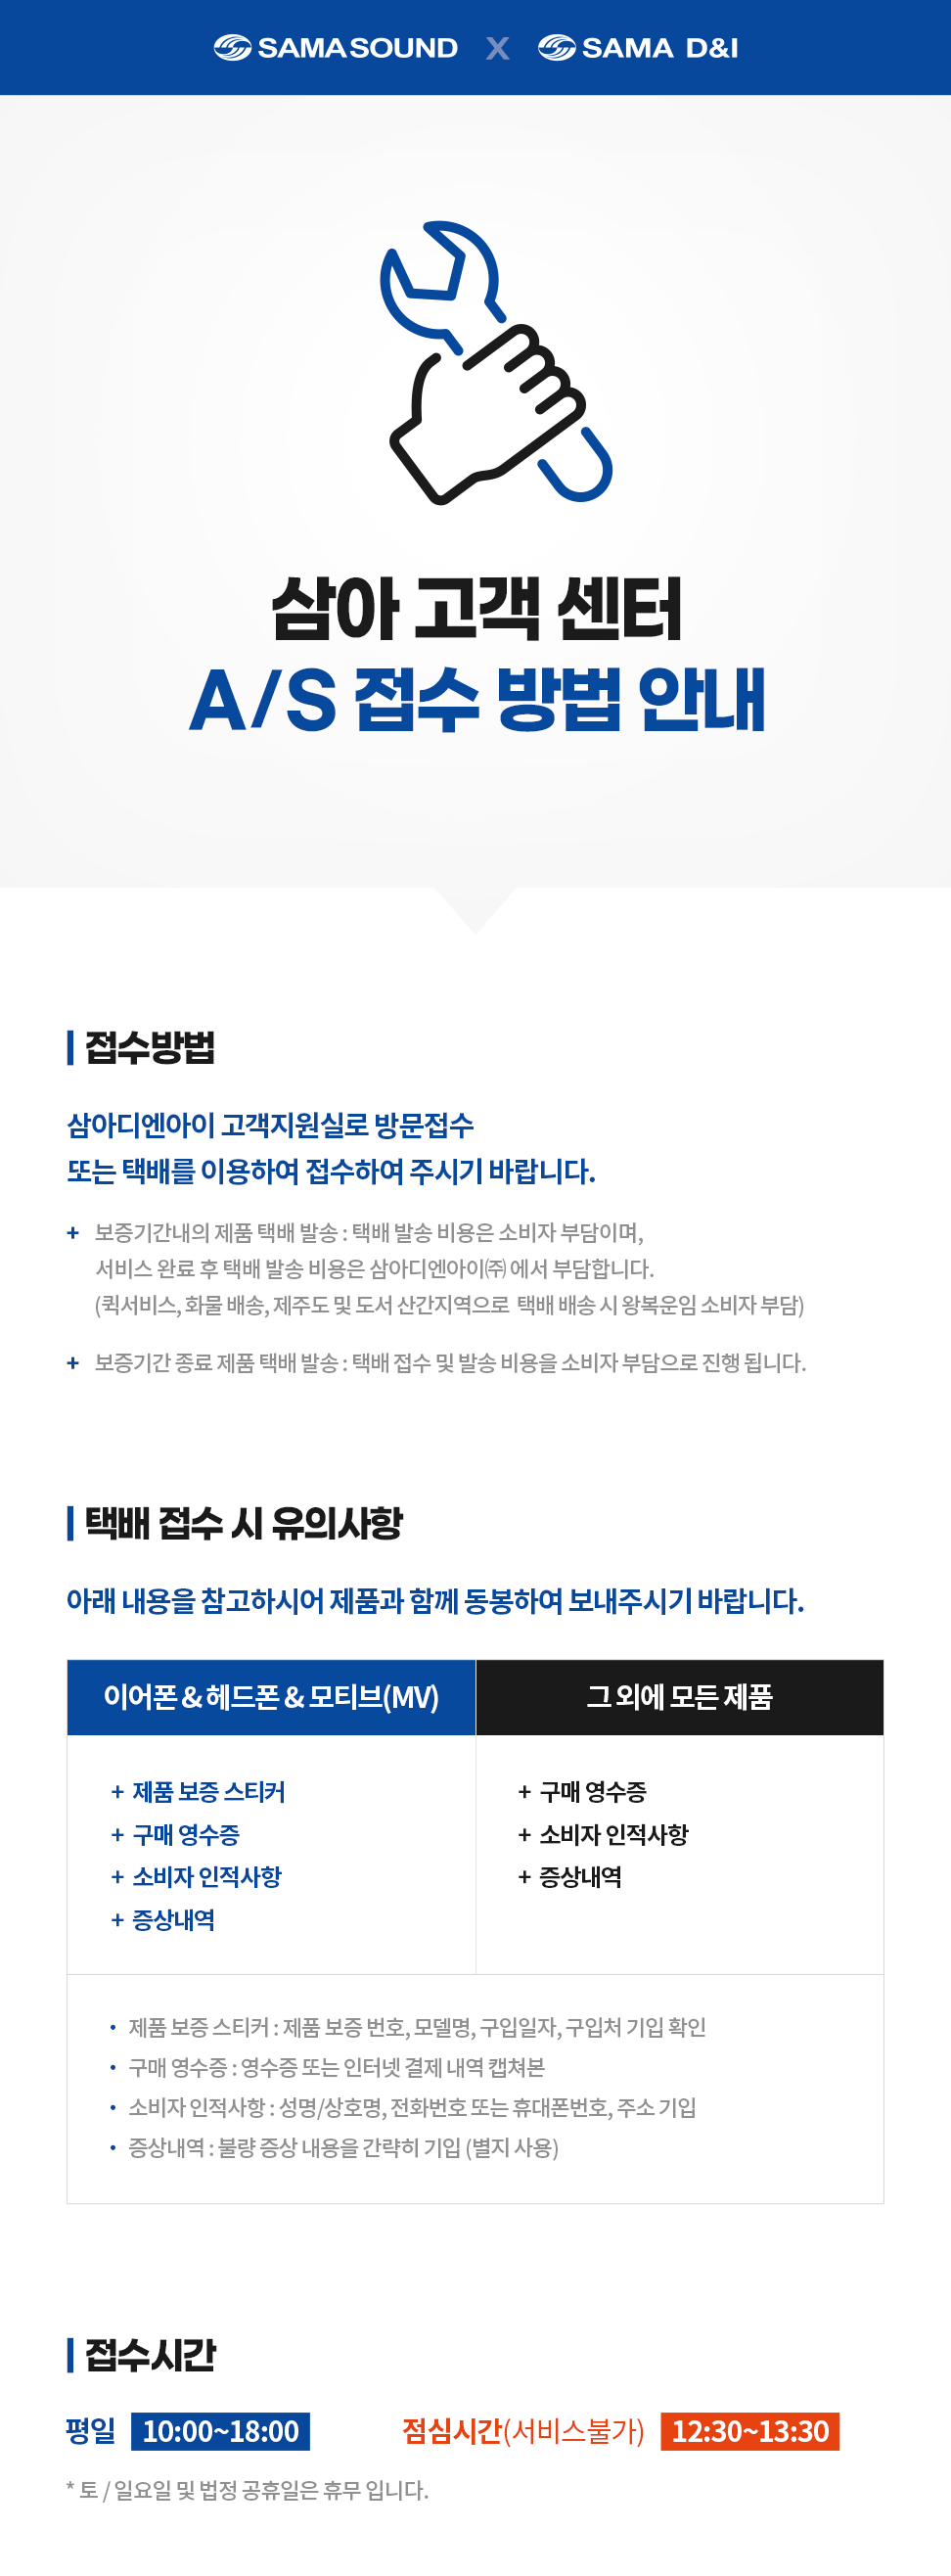 SAMA SOUND X SAMA D&I
삼아 고객 센터
A/S 접수 방법 안내
접수방법
삼아디엔아이 고객지원실로 방문접수
또는 택배를 이용하여 접수하여 주시기 바랍니다.
+ 보증기간내의 제품 택배 발송 : 택배 발송 비용은 소비자 부담이며,
서비스 완료 후 택배 발송 비용은 삼아디엔아이㈜에서 부담합니다.
(퀵서비스, 화물 배송, 제주도 및 도서 산간지역으로 택배 배송 시 왕복운임 소비자 부담)
+ 보증기간 종료 제품 택배 발송 : 택배 접수 및 발송 비용을 소비자 부담으로 진행 됩니다.
택배 접수 시 유의사항
아래 내용을 참고하시어 제품과 함께 동봉하여 보내주시기 바랍니다.
이어폰 & 헤드폰 & 모티브(MV)
+ 제품 보증 스티커
+ 구매 영수증
+ 소비자 인적사항
+ 증상내역
그 외에 모든 제품
+ 구매 영수증
+ 소비자 인적사항
+ 증상내역
• 제품 보증 스티커 : 제품 보증 번호, 모델명, 구입일자, 구입처 기입 확인
• 구매 영수증 : 영수증 또는 인터넷 결제 내역 캡쳐본
• 소비자 인적사항 : 성명/상호명, 전화번호 또는 휴대폰번호, 주소 기입
• 증상내역 : 불량 증상 내용을 간략히 기입 (별지 사용)
접수시간
평일 10:00~18:00 점심시간(서비스불가) 12:30~13:30
* 토 / 일요일 및 법정 공휴일은 휴무 입니다.